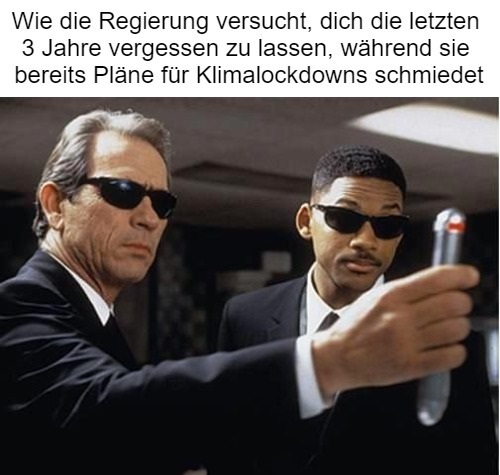 Wie die Regierung versucht, dich die letzten
3 Jahre vergessen zu lassen, während sie
bereits Pläne für Klimalockdowns schmiedet